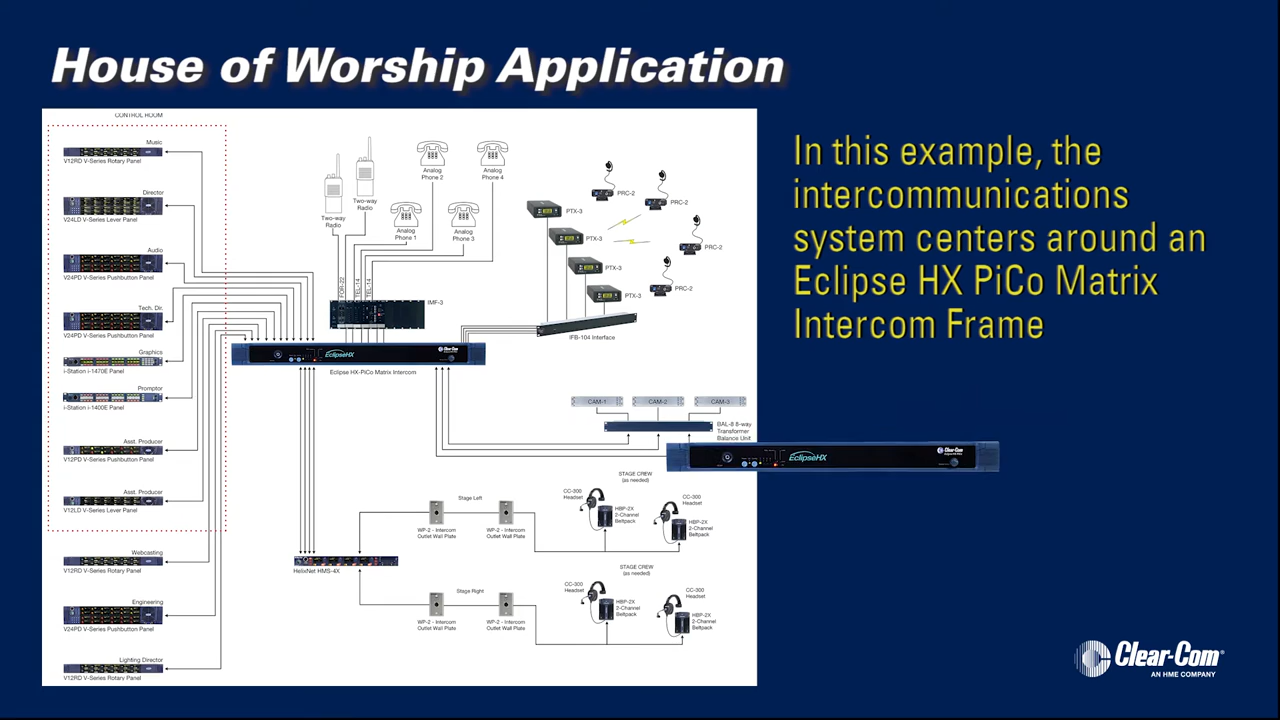 House of Worship Application
In this example, the
intercommunications
system centers around an
Eclipse HX PiCo Matrix
Intercom Frame
CONTROL ROOM
Music
V12RD V-Series Rotary Panel
Director
V24LD V-Series Lever Panel
Audio
V24PD V-Series Pushbutton Panel
Tech. Dir.
V24PD V-Series Pushbutton Panel
Graphics
i-Station i-1470E Panel
Promptor
i-Station i-1400E Panel
Asst. Producer
V12PD V-Series Pushbutton Panel
Asst. Producer
V12LD V-Series Lever Panel
Webcasting
V12RD V-Series Rotary Panel
Engineering
V24PD V-Series Pushbutton Panel
Lighting Director
V12RD V-Series Rotary Panel
Two-way
Radio
Two-way
Radio
Analog
Phone 2
Analog
Phone 4
Analog
Phone 1
Analog
Phone 3
FOR-22
TEL-14
TEL-14
IMF-3
EclipseHX
Clear-Com
Eclipse HX-PiCo Matrix Intercom
PTX-3
PTX-3
PTX-3
PTX-3
PRC-2
PRC-2
PRC-2
PRC-2
IFB-104 Interface
CAM-1
CAM-2
CAM-3
BAL-8 8-way
Transformer
Balance Unit
EclipseHX
Clear-Com
HelixNet HMS-4X
Stage Left
WP-2 - Intercom
Outlet Wall Plate
WP-2 - Intercom
Outlet Wall Plate
STAGE CREW
(as needed)
CC-300
Headset
HBP-2X
2-Channel
Beltpack
CC-300
Headset
HBP-2X
2-Channel
Beltpack
Stage Right
WP-2 - Intercom
Outlet Wall Plate
WP-2 - Intercom
Outlet Wall Plate
STAGE CREW
(as needed)
CC-300
Headset
HBP-2X
2-Channel
Beltpack
CC-300
Headset
HBP-2X
2-Channel
Beltpack
Clear-Com®
AN HME COMPANY